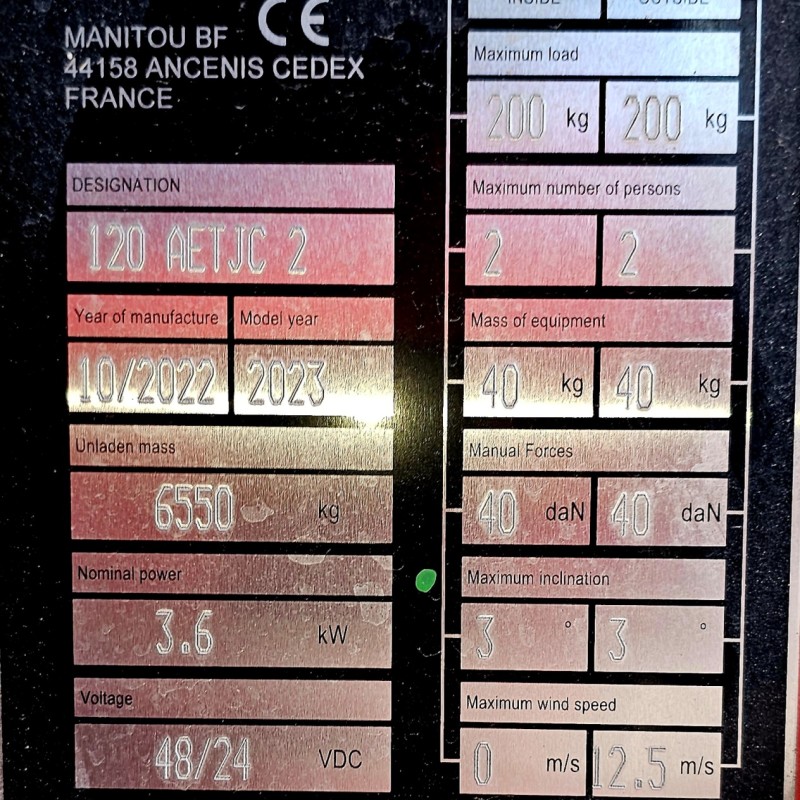 MANITOU BF CE
44158 ANCENIS CEDEX
FRANCE
DESIGNATION
120 AETJC 2
Year of manufacture Model year
10/2022 2023
Unladen mass
6550 kg
Nominal power
3.6 kW
Voltage
48/24 VDC
INSIDE OUTSIDE
Maximum load
200 kg 200 kg
Maximum number of persons
2 2
Mass of equipment
40 kg 40 kg
Manual Forces
40 daN 40 daN
Maximum inclination
3 ° 3 °
Maximum wind speed
0 m/s 12.5 m/s